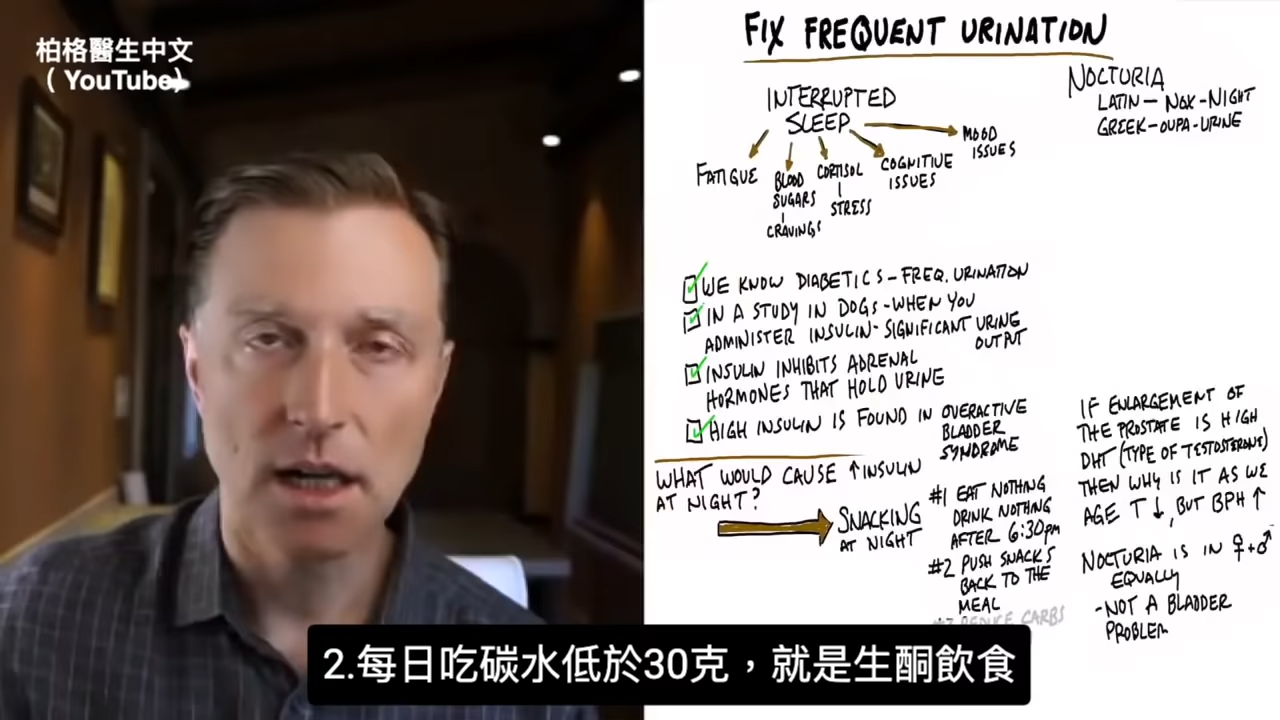 柏格醫生中文
（YouTube）
FIX FREQUENT URINATION
INTERRUPTED
SLEEP
FATIGUE
BLOOD
SUGARS
CRAVINGS
CORTISOL
STRESS
COGNITIVE
ISSUES
MOOD
ISSUES
NOCTURIA
LATIN - NOX - NIGHT
GREEK - OUPA - URINE
WE KNOW DIABETICS - FREQ. URINATION
IN A STUDY IN DOGS - WHEN YOU
ADMINISTER INSULIN - SIGNIFICANT URINE
OUTPUT
INSULIN INHIBITS ADRENAL
HORMONES THAT HOLD URINE
HIGH INSULIN IS FOUND IN OVERACTIVE
BLADDER
SYNDROME
WHAT WOULD CAUSE ↑ INSULIN
AT NIGHT?
SNACKING
AT NIGHT
#1 EAT NOTHING
DRINK NOTHING
AFTER 6:30pm
#2 PUSH SNACKS
BACK TO THE
MEAL
REDUCE CARBS
IF ENLARGEMENT OF
THE PROSTATE IS HIGH
DHT (TYPE OF TESTOSTERONE)
THEN WHY IS IT AS WE
AGE T ↓, BUT BPH ↑
NOCTURIA IS IN ♀+♂
EQUALLY
-NOT A BLADDER
PROBLEM
2.每日吃碳水低於30克，就是生酮飲食